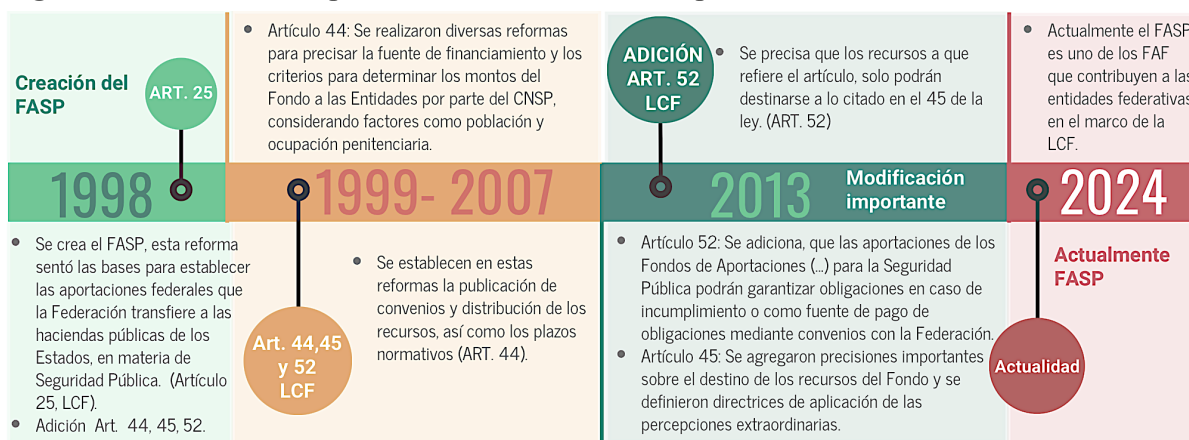 Creación del
FASP
ART. 25
1998
• Se crea el FASP, esta reforma
sentó las bases para establecer
las aportaciones federales que
la Federación transfiere a las
haciendas públicas de los
Estados, en materia de
Seguridad Pública. (Artículo
25, LCF).
• Adición Art. 44, 45, 52.
• Artículo 44: Se realizaron diversas reformas
para precisar la fuente de financiamiento y los
criterios para determinar los montos del
Fondo a las Entidades por parte del CNSP,
considerando factores como población y
ocupación penitenciaria.
1999- 2007
Art. 44,45
y 52
LCF
• Se establecen en estas
reformas la publicación de
convenios y distribución de los
recursos, así como los plazos
normativos (ART. 44).
ADICIÓN
ART. 52
LCF
• Se precisa que los recursos a que
refiere el artículo, solo podrán
destinarse a lo citado en el 45 de la
ley. (ART. 52)
2013
Modificación
importante
• Artículo 52: Se adiciona, que las aportaciones de los
Fondos de Aportaciones (...) para la Seguridad
Pública podrán garantizar obligaciones en caso de
incumplimiento o como fuente de pago de
obligaciones mediante convenios con la Federación.
• Artículo 45: Se agregaron precisiones importantes
sobre el destino de los recursos del Fondo y se
definieron directrices de aplicación de las
percepciones extraordinarias.
• Actualmente el FASP
es uno de los FAF
que contribuyen a las
entidades federativas
en el marco de la
LCF.
2024
Actualmente
FASP
Actualidad